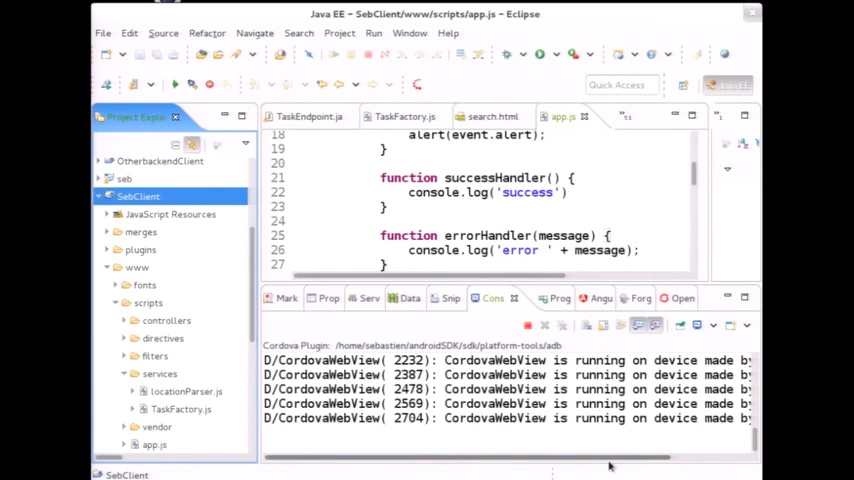 Java EE - SebClient/www/scripts/app.js - Eclipse
File Edit Source Refactor Navigate Search Project Run Window Help
Quick Access
Java EE
Project Explo
TaskEndpoint.ja TaskFactory.js search.html app.js 51 1
OtherbackendClient
seb
SebClient
JavaScript Resources
merges
plugins
www
fonts
scripts
controllers
directives
filters
services
locationParser.js
TaskFactory.js
vendor
app.js
18 alert(event.alert);
19 }
20
21 function successHandler() {
22 console.log('success')
23 }
24
25 function errorHandler(message) {
26 console.log('error ' + message);
27 }
Mark Prop Serv Data Snip Cons Prog Angu Forg Open
Cordova Plugin: /home/sebastien/androidSDK/sdk/platform-tools/adb
D/CordovaWebView( 2232): CordovaWebView is running on device made by
D/CordovaWebView( 2387): CordovaWebView is running on device made by
D/CordovaWebView( 2478): CordovaWebView is running on device made by
D/CordovaWebView( 2569): CordovaWebView is running on device made by
D/CordovaWebView( 2704): CordovaWebView is running on device made by
SebClient